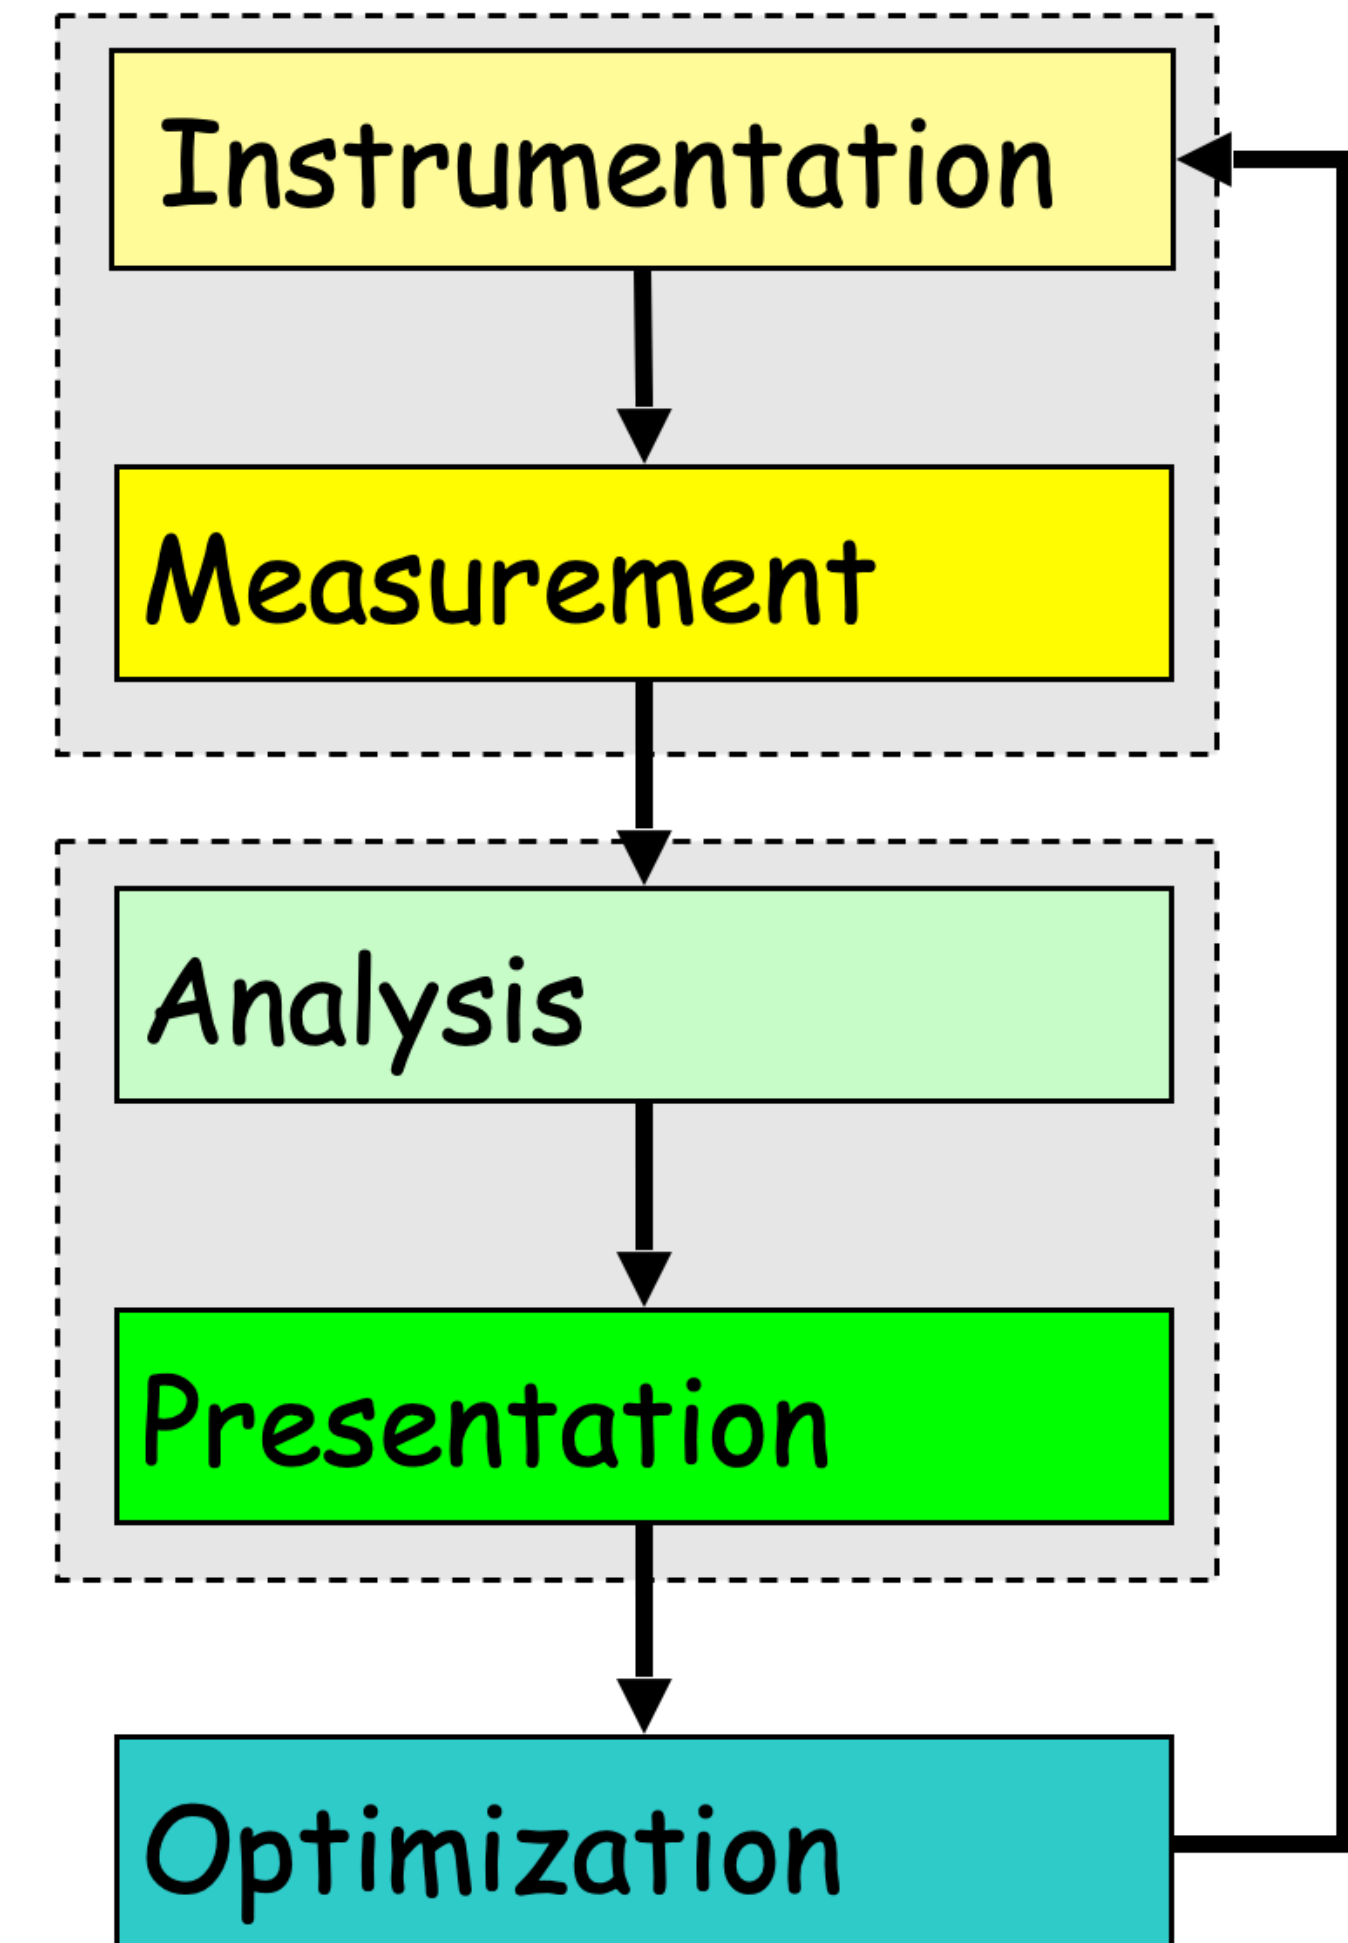 Instrumentation
Measurement
Analysis
Presentation
Optimization